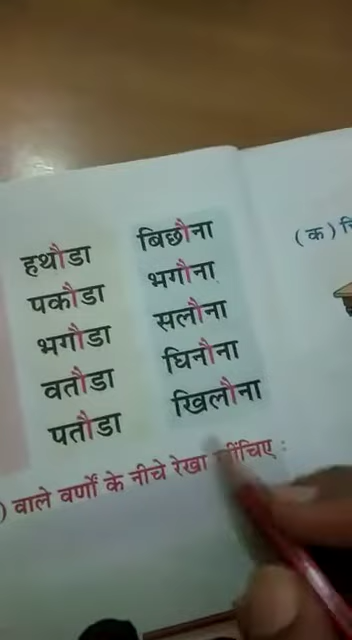 हथौडा
पकौडा
भगौडा
वतौडा
पतौडा
बिछौना
भगौना
सलौना
घिनौना
खिलौना
) वाले वर्णों के नीचे रेखा खींचिए :
(क)